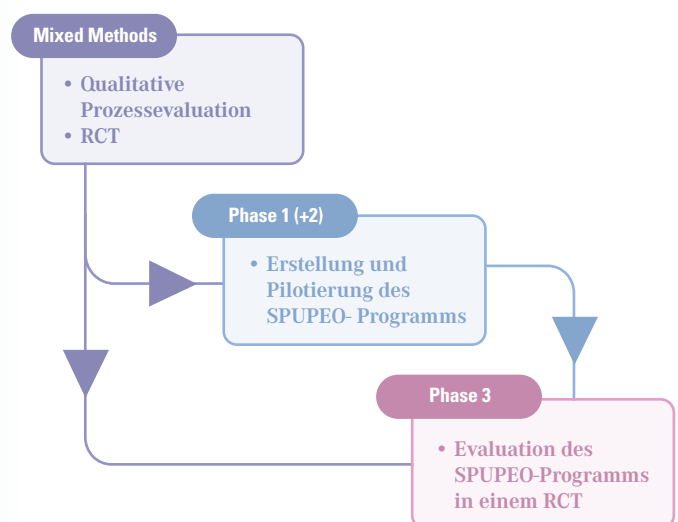 Mixed Methods
• Qualitative
Prozessevaluation
• RCT
Phase 1 (+2)
• Erstellung und
Pilotierung des
SPUPEO- Programms
Phase 3
• Evaluation des
SPUPEO-Programms
in einem RCT